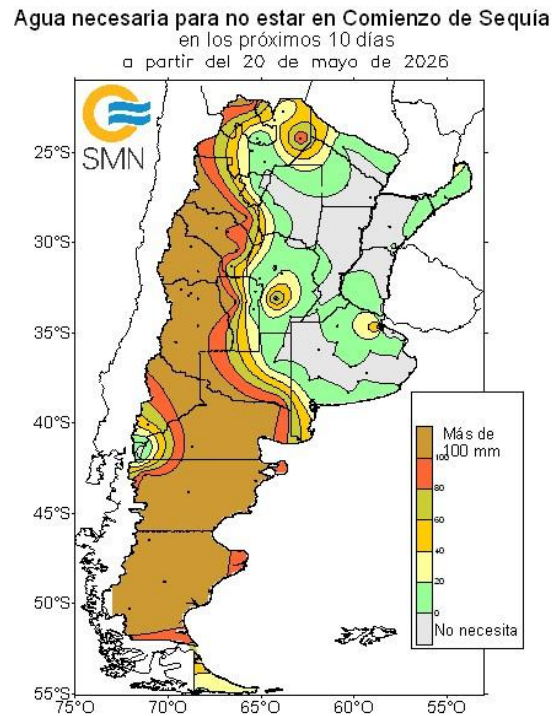 Agua necesaria para no estar en Comienzo de Sequía
en los próximos 10 días
a partir del 20 de mayo de 2026
SMN
25°S
30°S
35°S
40°S
45°S
50°S
55°S
75°O
70°O
65°O
60°O
55°O
Más de
100 mm
100
80
60
40
20
0
No necesita